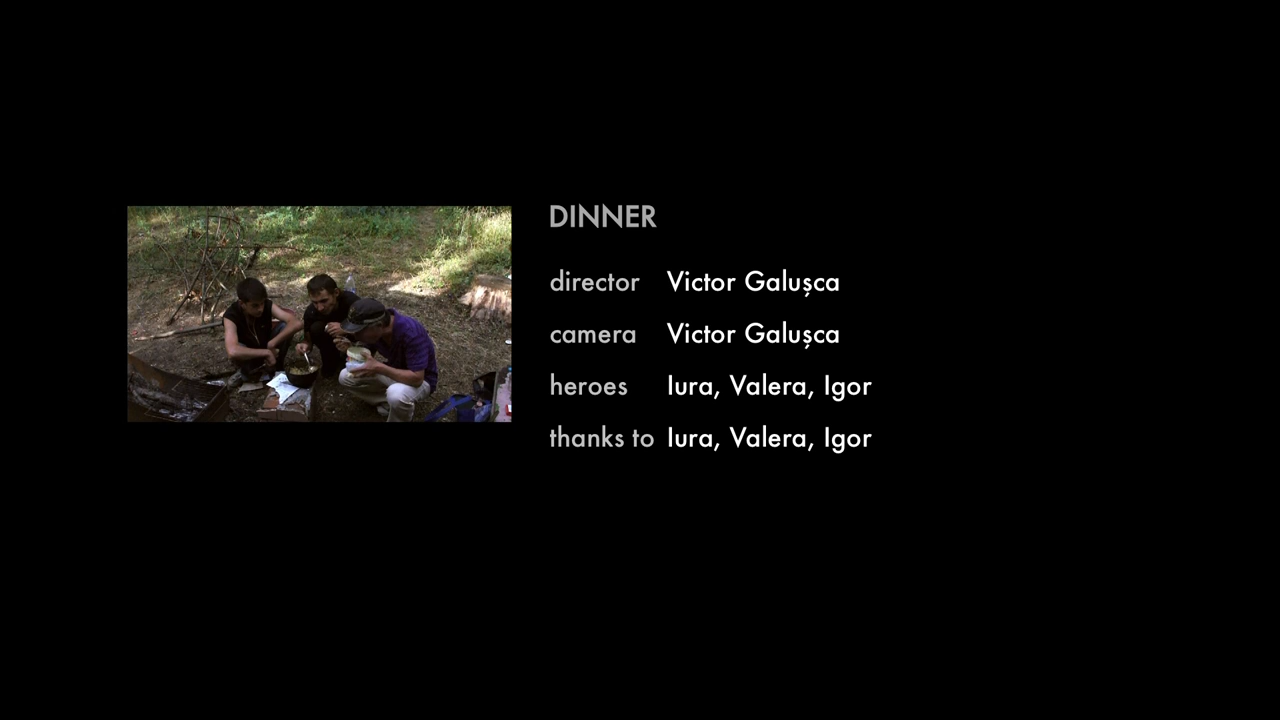 DINNER
director Victor Galușca
camera Victor Galușca
heroes Iura, Valera, Igor
thanks to Iura, Valera, Igor